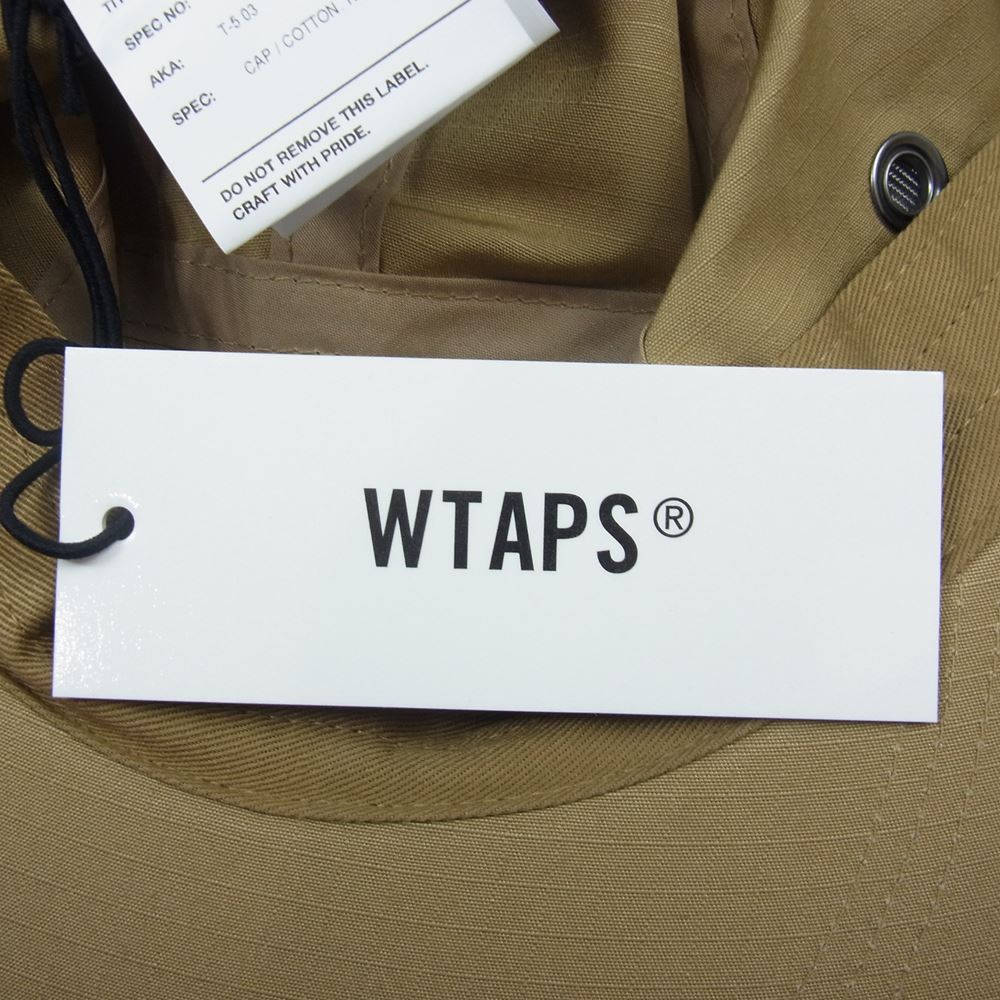 SPEC NO:
AKA: T-5 03
SPEC: CAP / COTTON
DO NOT REMOVE THIS LABEL.
CRAFT WITH PRIDE.
WTAPS®